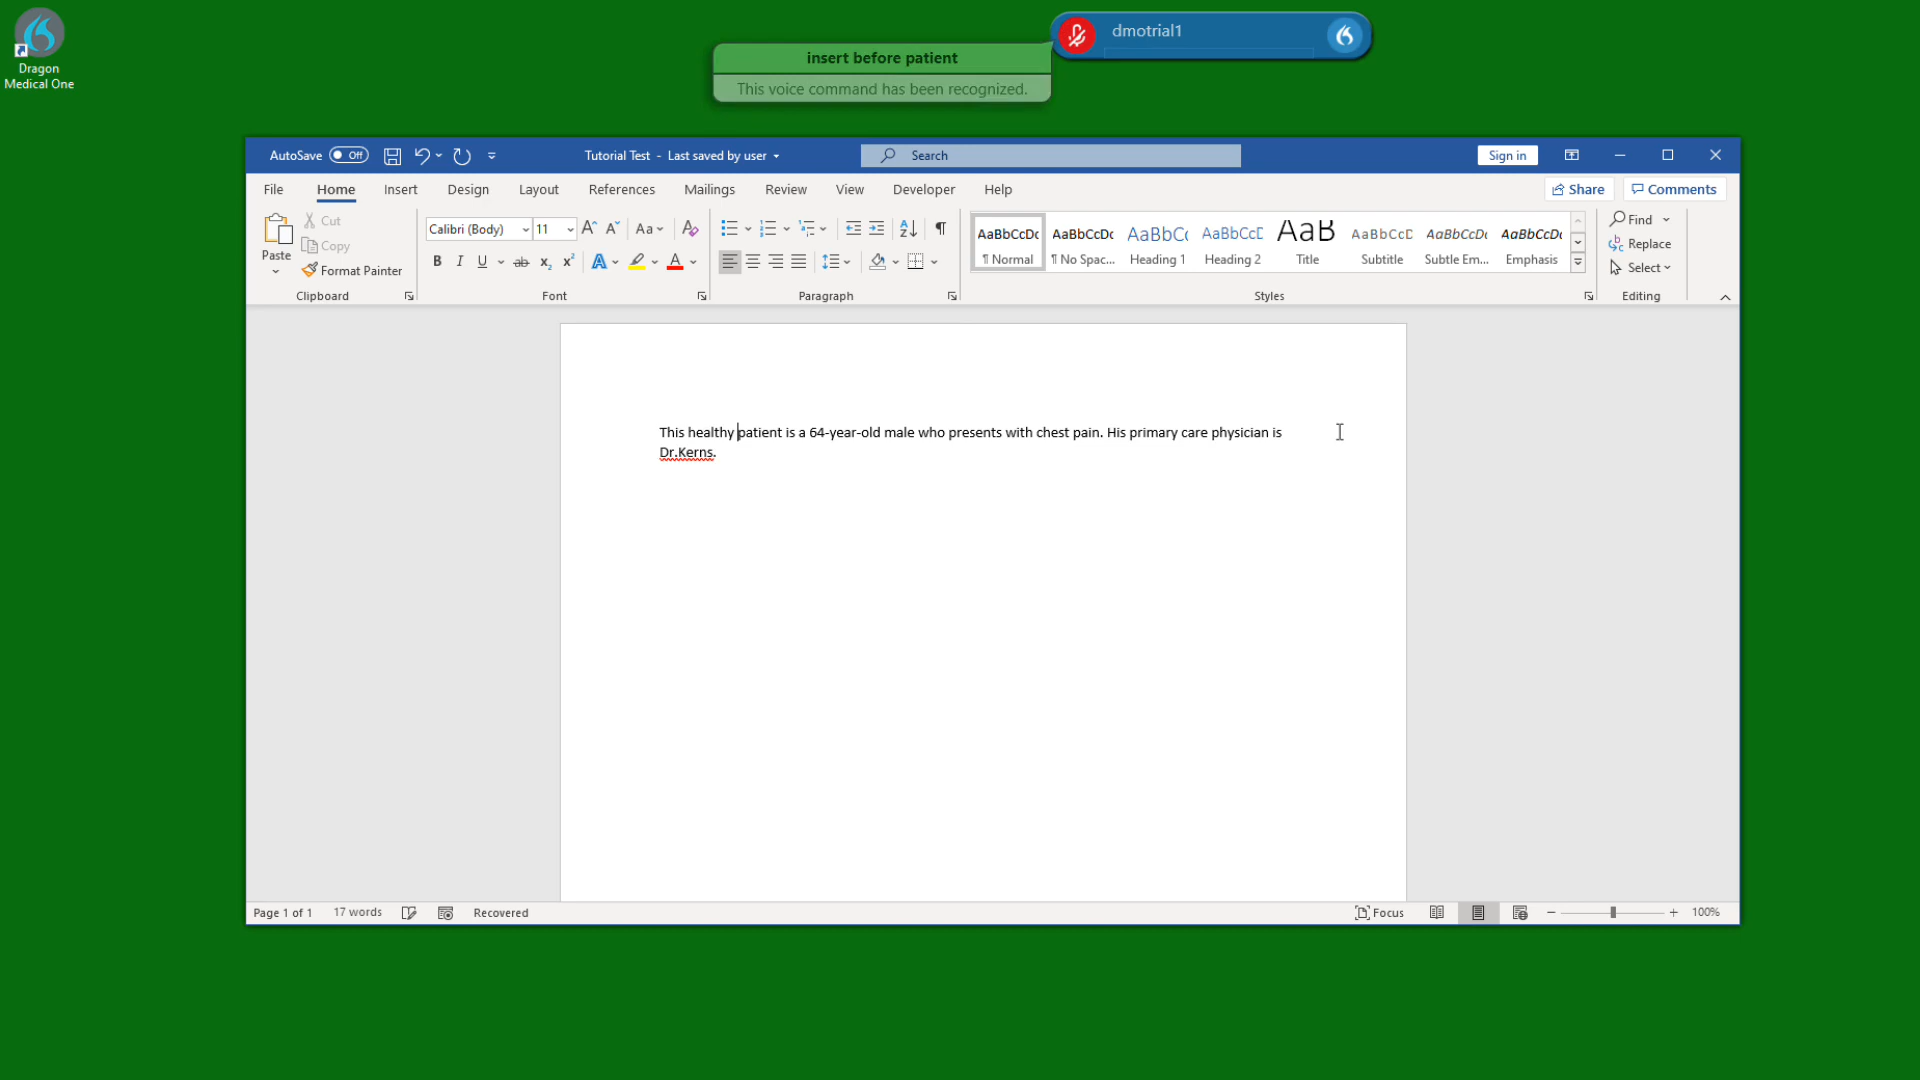 Dragon
Medical One
dmotrial1
insert before patient
This voice command has been recognized.
AutoSave Off
Tutorial Test - Last saved by user
Search
Sign in
File Home Insert Design Layout References Mailings Review View Developer Help
Share Comments
Paste
Cut
Copy
Format Painter
Clipboard
Calibri (Body) 11
Font
Paragraph
AaBbCcDc AaBbCcDc AaBbC( AaBbCcC AaB AaBbCcC AaBbCcDc AaBbCcDc
¶ Normal ¶ No Spac... Heading 1 Heading 2 Title Subtitle Subtle Em... Emphasis
Styles
Find
Replace
Select
Editing
This healthy patient is a 64-year-old male who presents with chest pain. His primary care physician is
Dr.Kerns.
Page 1 of 1 17 words Recovered Focus 100%